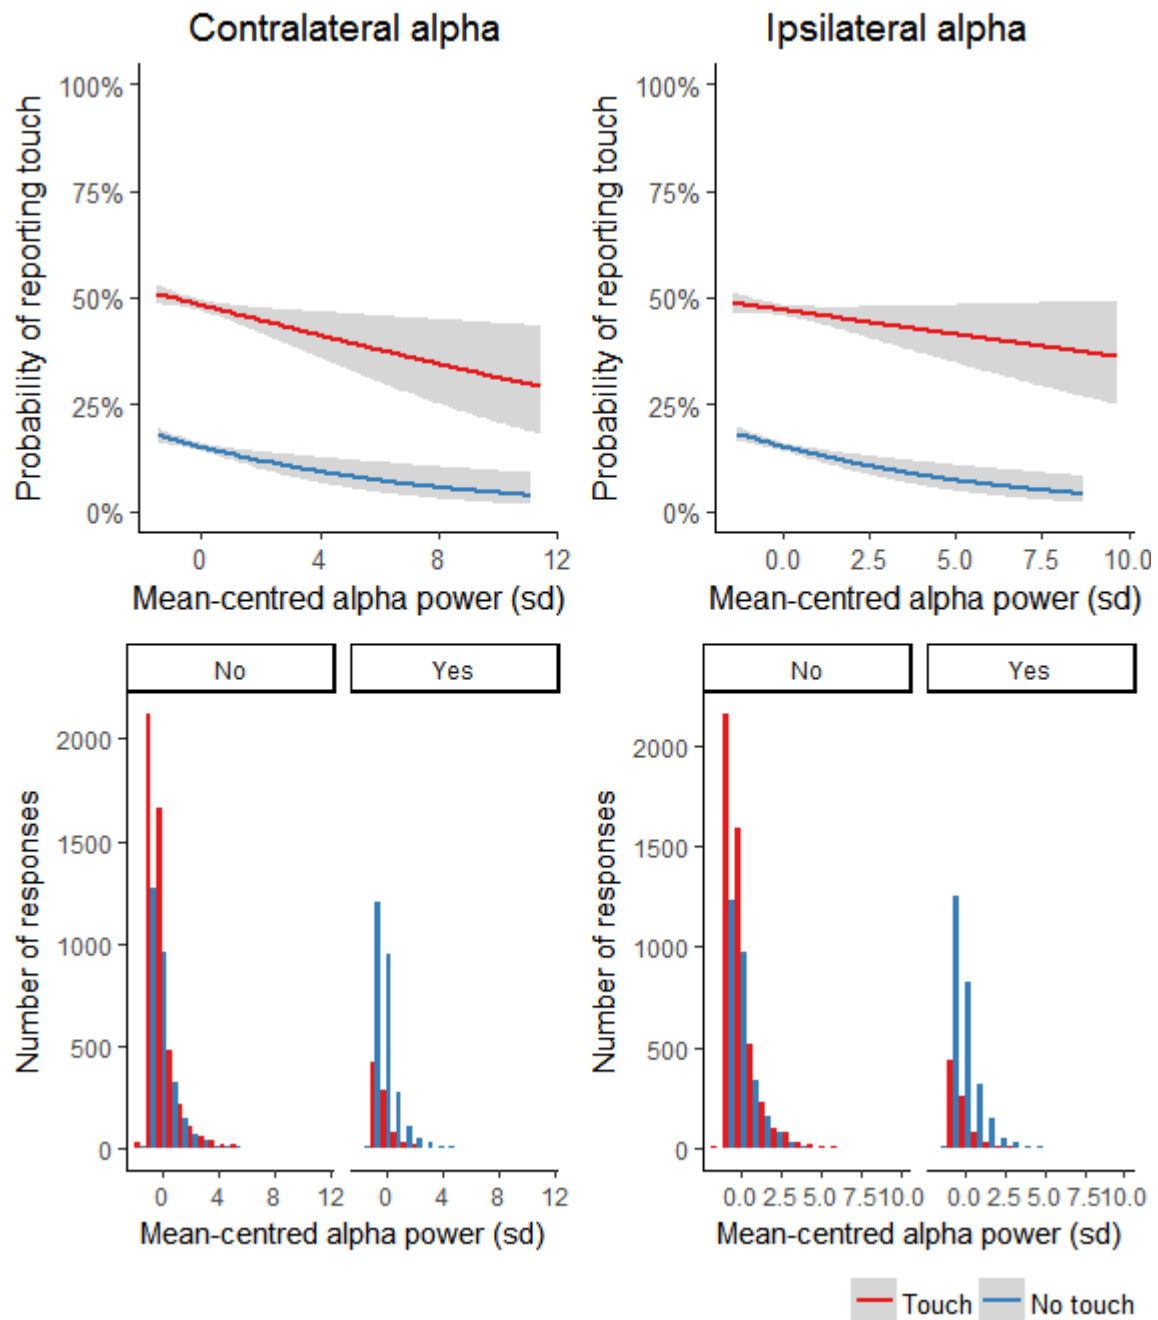 Contralateral alpha
Ipsilateral alpha
Probability of reporting touch
100%
75%
50%
25%
0%
0 4 8 12
Mean-centred alpha power (sd)
Probability of reporting touch
100%
75%
50%
25%
0%
0.0 2.5 5.0 7.5 10.0
Mean-centred alpha power (sd)
No Yes
Number of responses
2000
1500
1000
500
0
0 4 8 12 0 4 8 12
Mean-centred alpha power (sd)
No Yes
Number of responses
2000
1500
1000
500
0
0.0 2.5 5.0 7.5 10.0 0.0 2.5 5.0 7.5 10.0
Mean-centred alpha power (sd)
Touch No touch